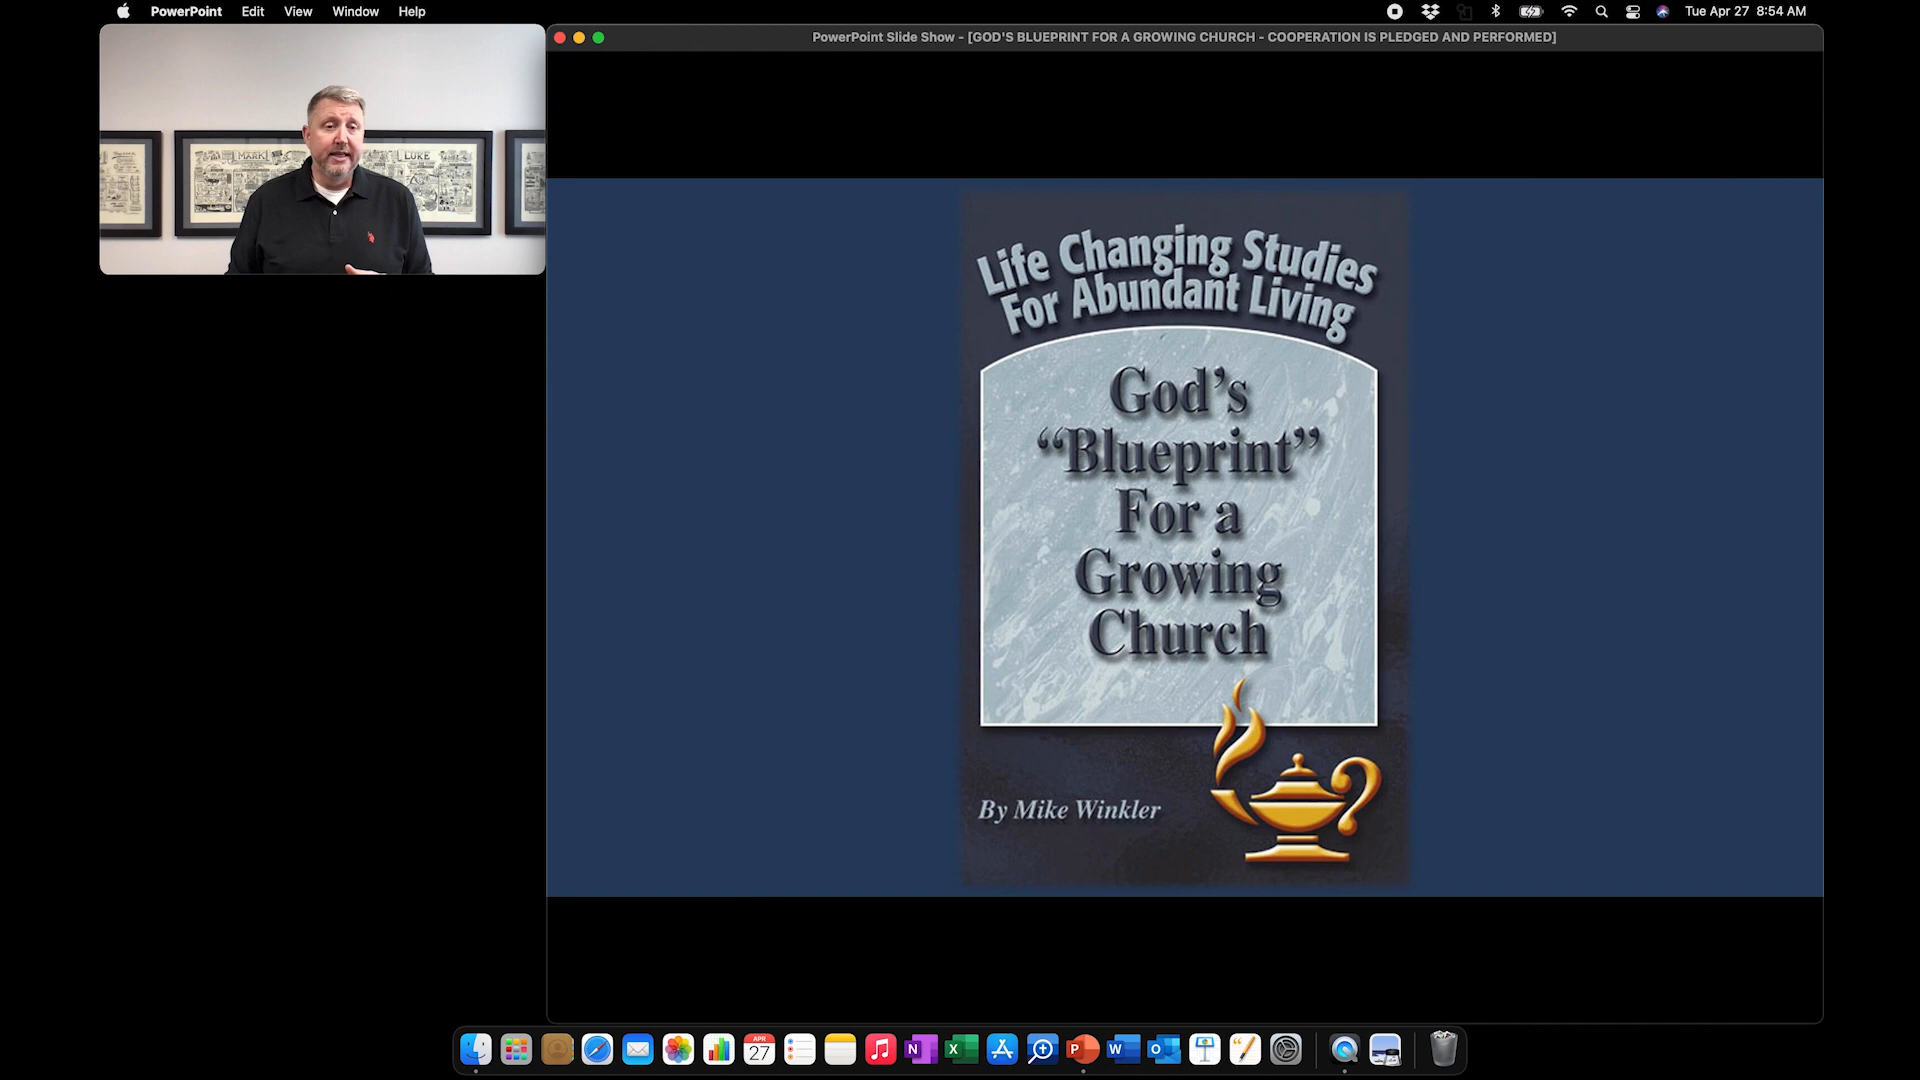 PowerPoint Edit View Window Help
Tue Apr 27 8:54 AM
PowerPoint Slide Show - [GOD'S BLUEPRINT FOR A GROWING CHURCH - COOPERATION IS PLEDGED AND PERFORMED]
MARK
LUKE
Life Changing Studies
For Abundant Living
God's
“Blueprint”
For a
Growing
Church
By Mike Winkler
APR
27
N
X
P
W
O